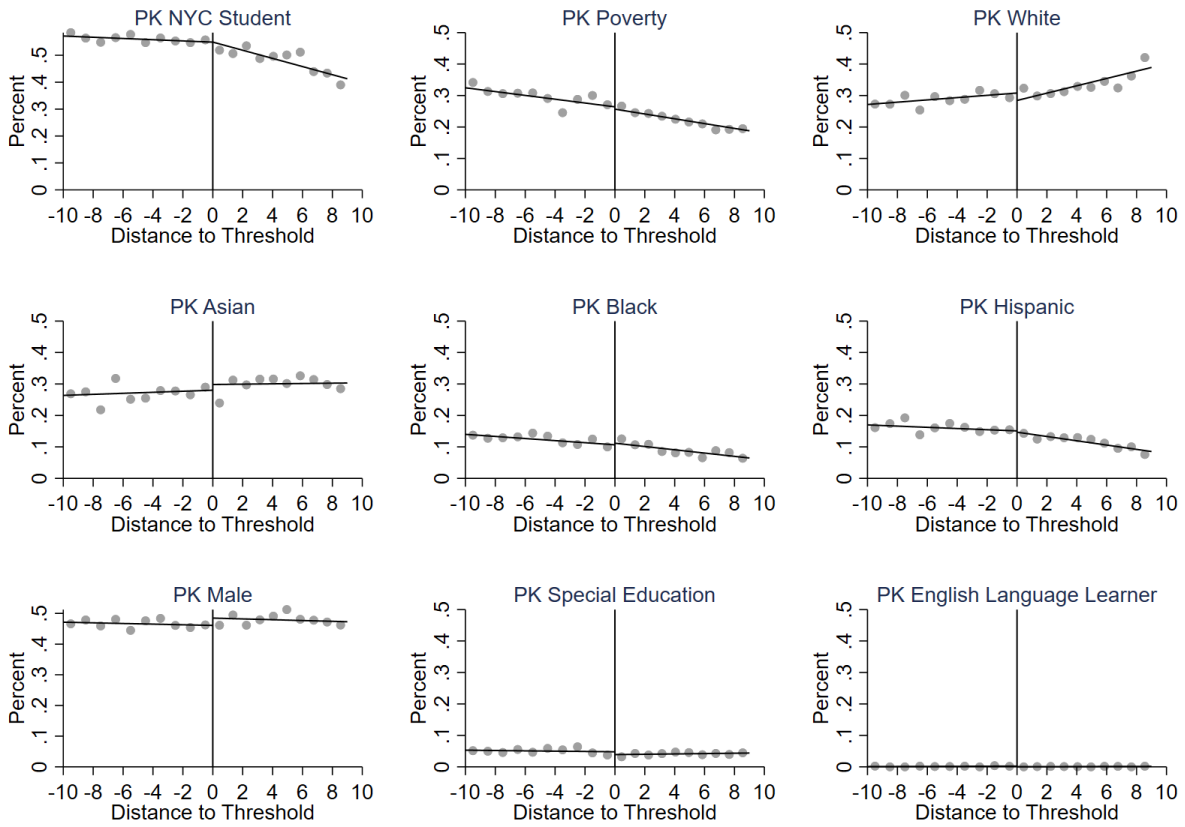 PK NYC Student
PK Poverty
PK White
Percent
0 .1 .2 .3 .4 .5
-10 -8 -6 -4 -2 0 2 4 6 8 10
Distance to Threshold
Percent
0 .1 .2 .3 .4 .5
-10 -8 -6 -4 -2 0 2 4 6 8 10
Distance to Threshold
Percent
0 .1 .2 .3 .4 .5
-10 -8 -6 -4 -2 0 2 4 6 8 10
Distance to Threshold
PK Asian
PK Black
PK Hispanic
Percent
0 .1 .2 .3 .4 .5
-10 -8 -6 -4 -2 0 2 4 6 8 10
Distance to Threshold
Percent
0 .1 .2 .3 .4 .5
-10 -8 -6 -4 -2 0 2 4 6 8 10
Distance to Threshold
Percent
0 .1 .2 .3 .4 .5
-10 -8 -6 -4 -2 0 2 4 6 8 10
Distance to Threshold
PK Male
PK Special Education
PK English Language Learner
Percent
0 .1 .2 .3 .4 .5
-10 -8 -6 -4 -2 0 2 4 6 8 10
Distance to Threshold
Percent
0 .1 .2 .3 .4 .5
-10 -8 -6 -4 -2 0 2 4 6 8 10
Distance to Threshold
Percent
0 .1 .2 .3 .4 .5
-10 -8 -6 -4 -2 0 2 4 6 8 10
Distance to Threshold